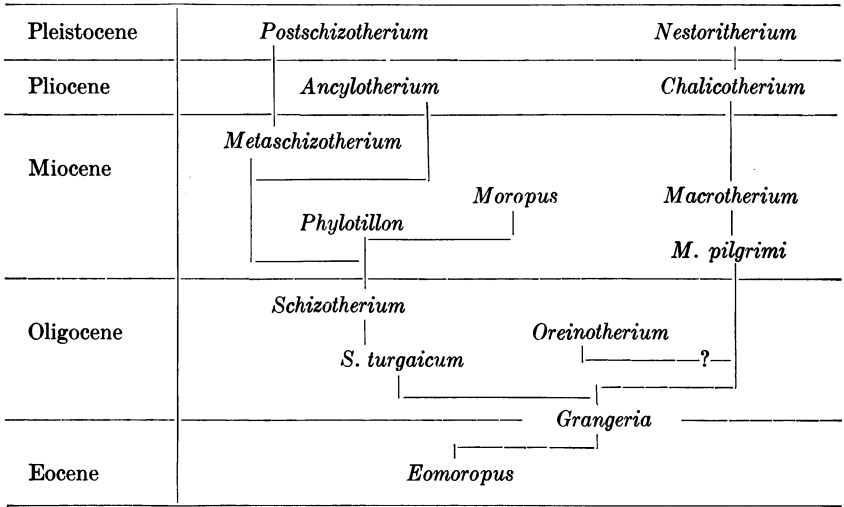 Pleistocene Postschizotherium Nestoritherium
Pliocene Ancylotherium Chalicotherium
Metaschizotherium
Miocene
Moropus Macrotherium
Phylotillon
M. pilgrimi
Schizotherium
Oligocene Oreinotherium
S. turgaicum ?
Grangeria
Eocene Eomoropus